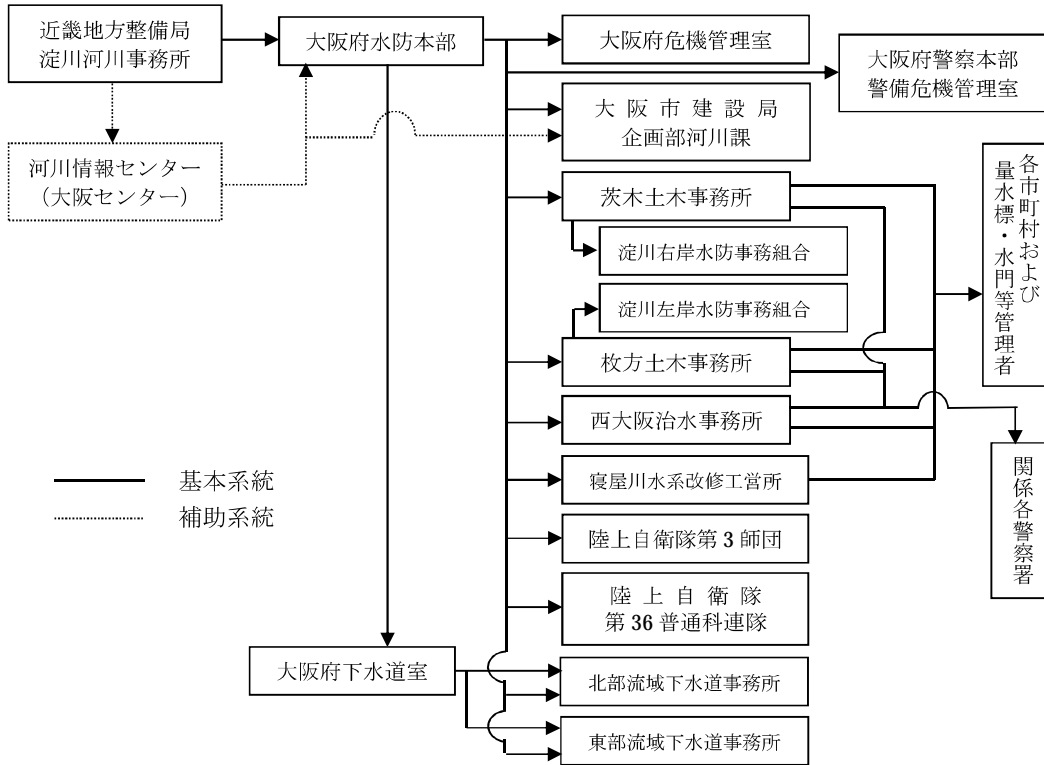 近畿地方整備局
淀川河川事務所
大阪府水防本部
大阪府危機管理室
大阪府警察本部
警備危機管理室
大阪市建設局
企画部河川課
河川情報センター
（大阪センター）
茨木土木事務所
淀川右岸水防事務組合
淀川左岸水防事務組合
枚方土木事務所
西大阪治水事務所
寝屋川水系改修工営所
各市町村および
量水標・水門等管理者
関係各警察署
基本系統
補助系統
陸上自衛隊第3師団
陸上自衛隊
第36普通科連隊
大阪府下水道室
北部流域下水道事務所
東部流域下水道事務所